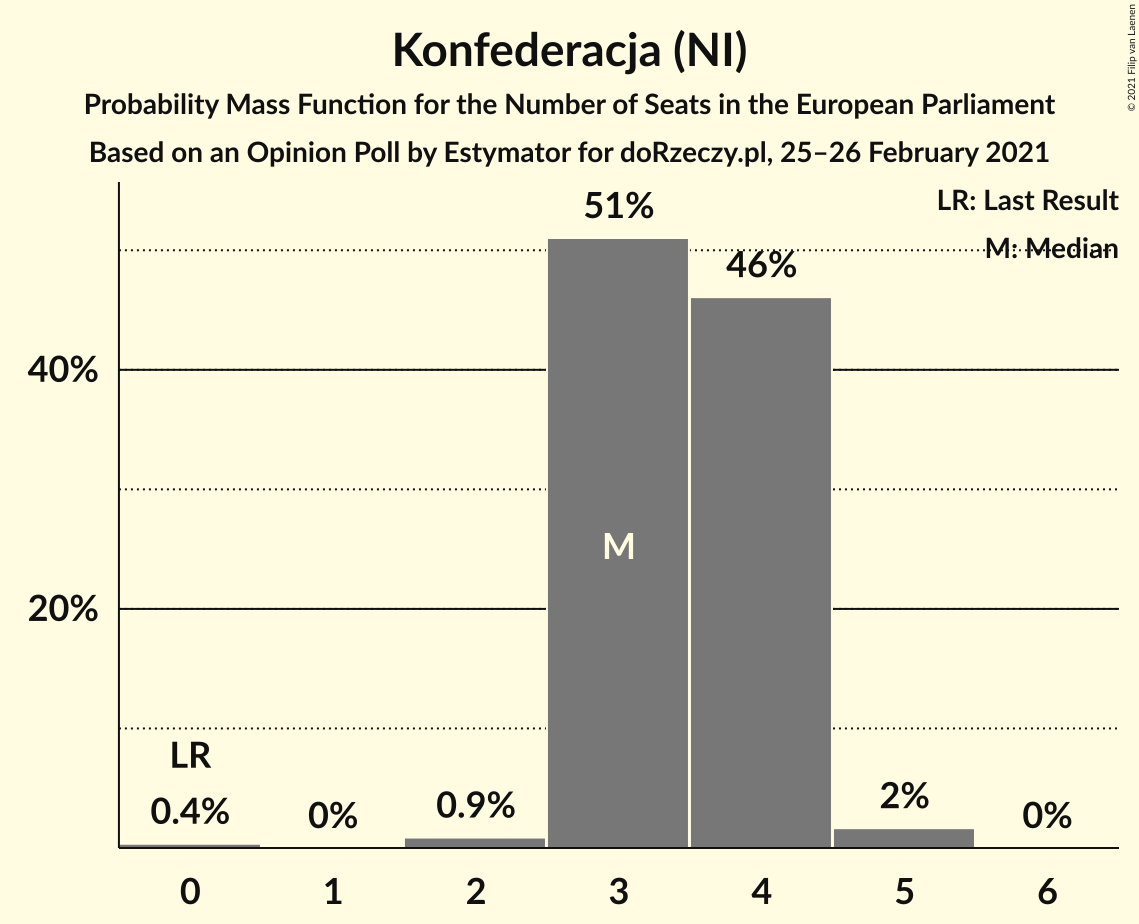 Konfederacja (NI)
Probability Mass Function for the Number of Seats in the European Parliament
Based on an Opinion Poll by Estymator for doRzeczy.pl, 25–26 February 2021
© 2021 Filip van Laenen
LR: Last Result
M: Median
51%
46%
40%
M
20%
LR
0.4%
0%
0.9%
2%
0%
0 1 2 3 4 5 6